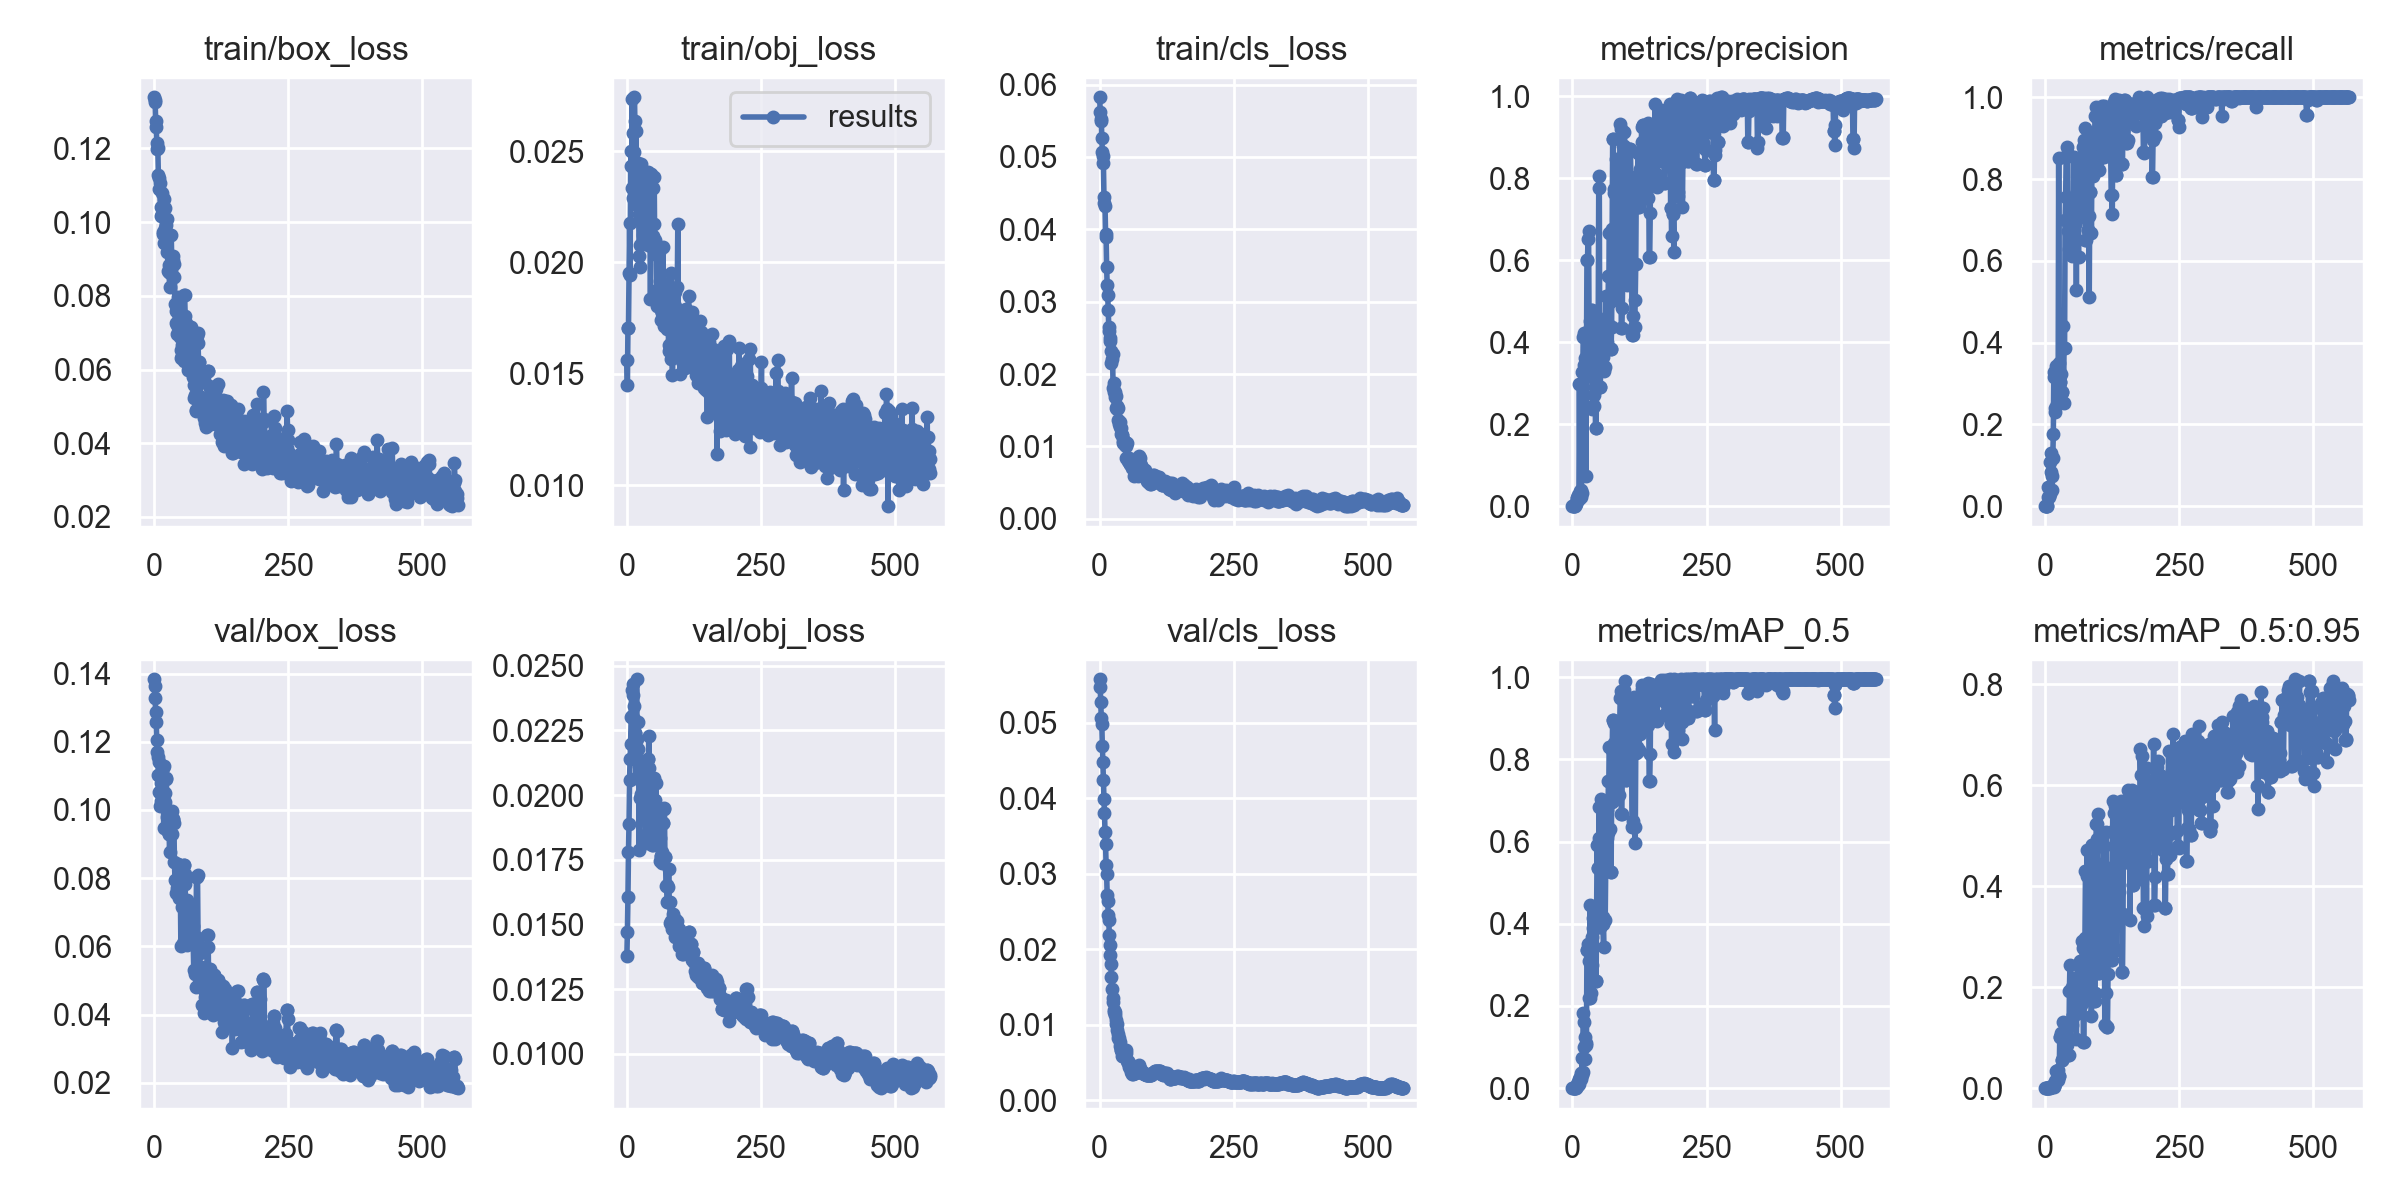 train/box_loss
0.12
0.10
0.08
0.06
0.04
0.02
0 250 500
train/obj_loss
results
0.025
0.020
0.015
0.010
0 250 500
train/cls_loss
0.06
0.05
0.04
0.03
0.02
0.01
0.00
0 250 500
metrics/precision
1.0
0.8
0.6
0.4
0.2
0.0
0 250 500
metrics/recall
1.0
0.8
0.6
0.4
0.2
0.0
0 250 500
val/box_loss
0.14
0.12
0.10
0.08
0.06
0.04
0.02
0 250 500
val/obj_loss
0.0250
0.0225
0.0200
0.0175
0.0150
0.0125
0.0100
0 250 500
val/cls_loss
0.05
0.04
0.03
0.02
0.01
0.00
0 250 500
metrics/mAP_0.5
1.0
0.8
0.6
0.4
0.2
0.0
0 250 500
metrics/mAP_0.5:0.95
0.8
0.6
0.4
0.2
0.0
0 250 500